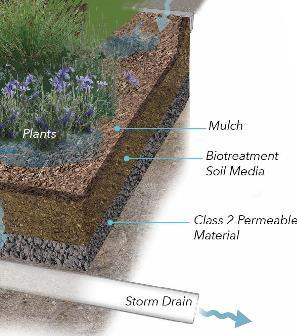 Plants
Mulch
Biotreatment
Soil Media
Class 2 Permeable
Material
Storm Drain